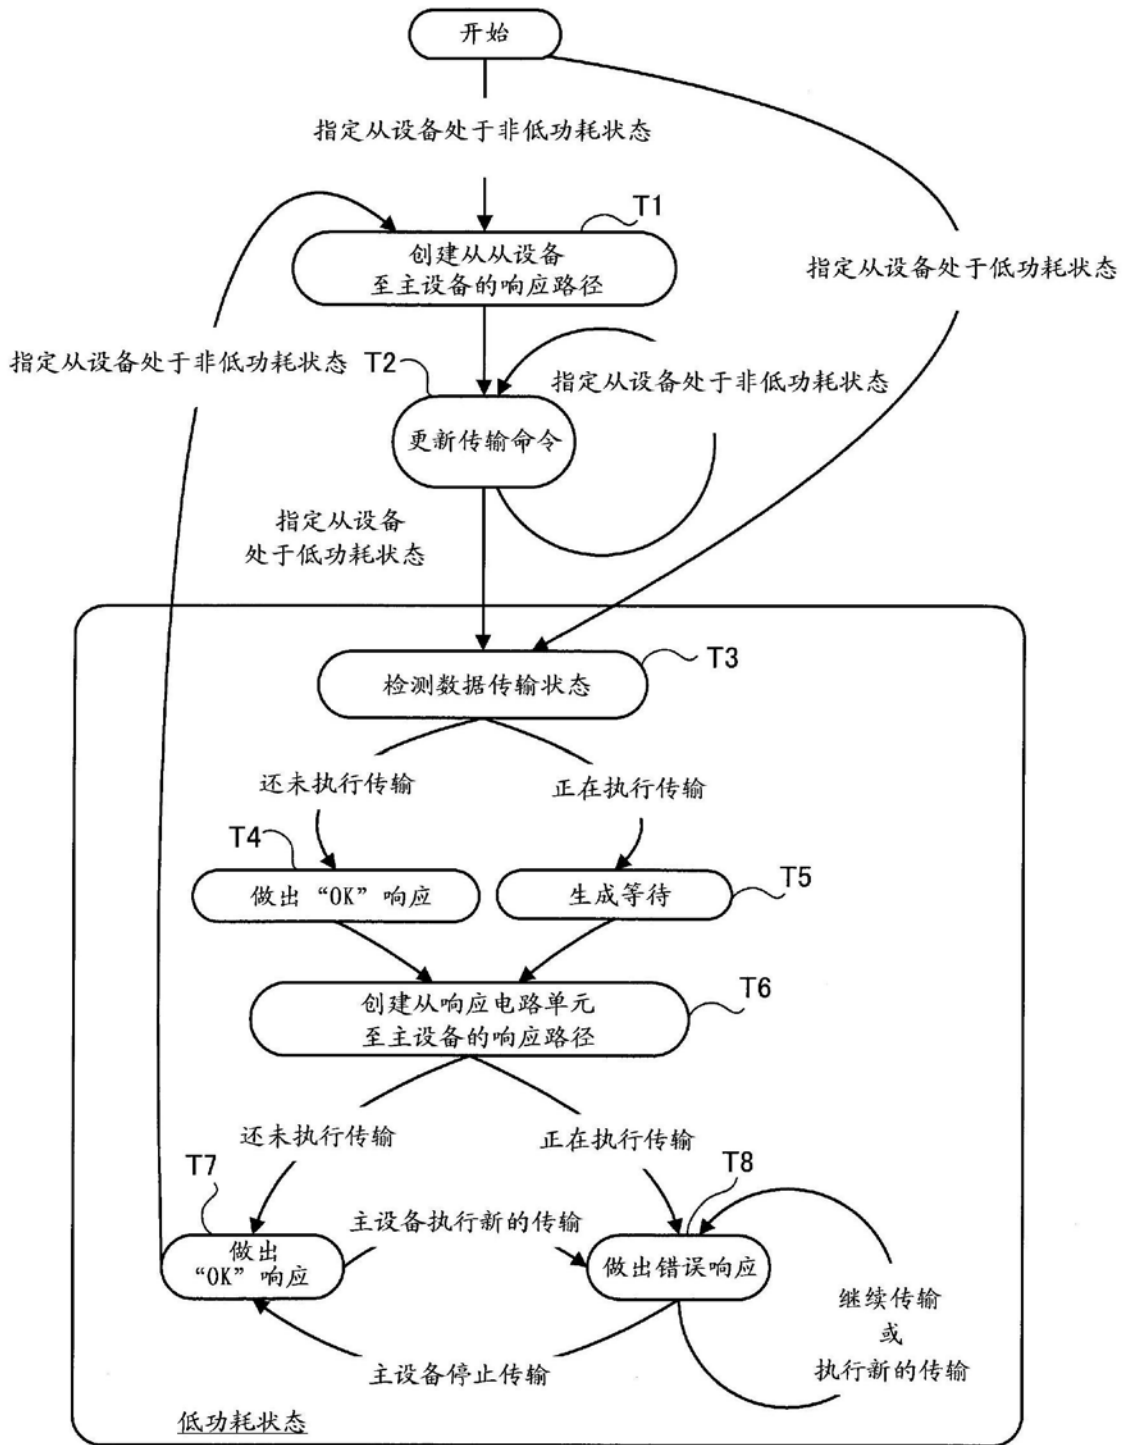 开始
指定从设备处于非低功耗状态
T1
创建从从设备
至主设备的响应路径
指定从设备处于低功耗状态
指定从设备处于非低功耗状态
T2
指定从设备处于非低功耗状态
更新传输命令
指定从设备
处于低功耗状态
T3
检测数据传输状态
还未执行传输
正在执行传输
T4
做出“OK”响应
生成等待
T5
创建从响应电路单元
至主设备的响应路径
T6
还未执行传输
正在执行传输
T7
T8
主设备执行新的传输
做出
“OK”响应
做出错误响应
继续传输
或
执行新的传输
主设备停止传输
低功耗状态